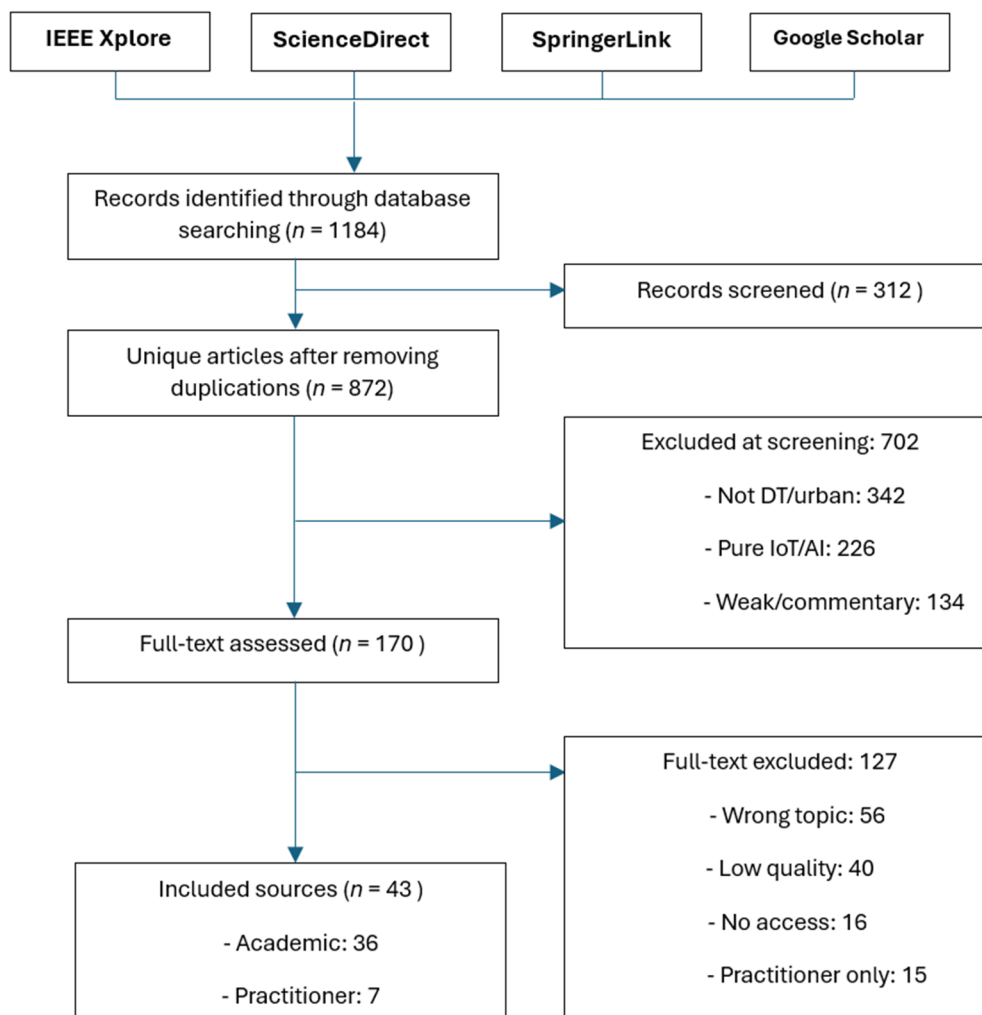 IEEE Xplore
ScienceDirect
SpringerLink
Google Scholar
Records identified through database
searching (n = 1184)
Records screened (n = 312 )
Unique articles after removing
duplications (n = 872)
Excluded at screening: 702
- Not DT/urban: 342
- Pure IoT/AI: 226
- Weak/commentary: 134
Full-text assessed (n = 170 )
Full-text excluded: 127
- Wrong topic: 56
- Low quality: 40
- No access: 16
- Practitioner only: 15
Included sources (n = 43 )
- Academic: 36
- Practitioner: 7